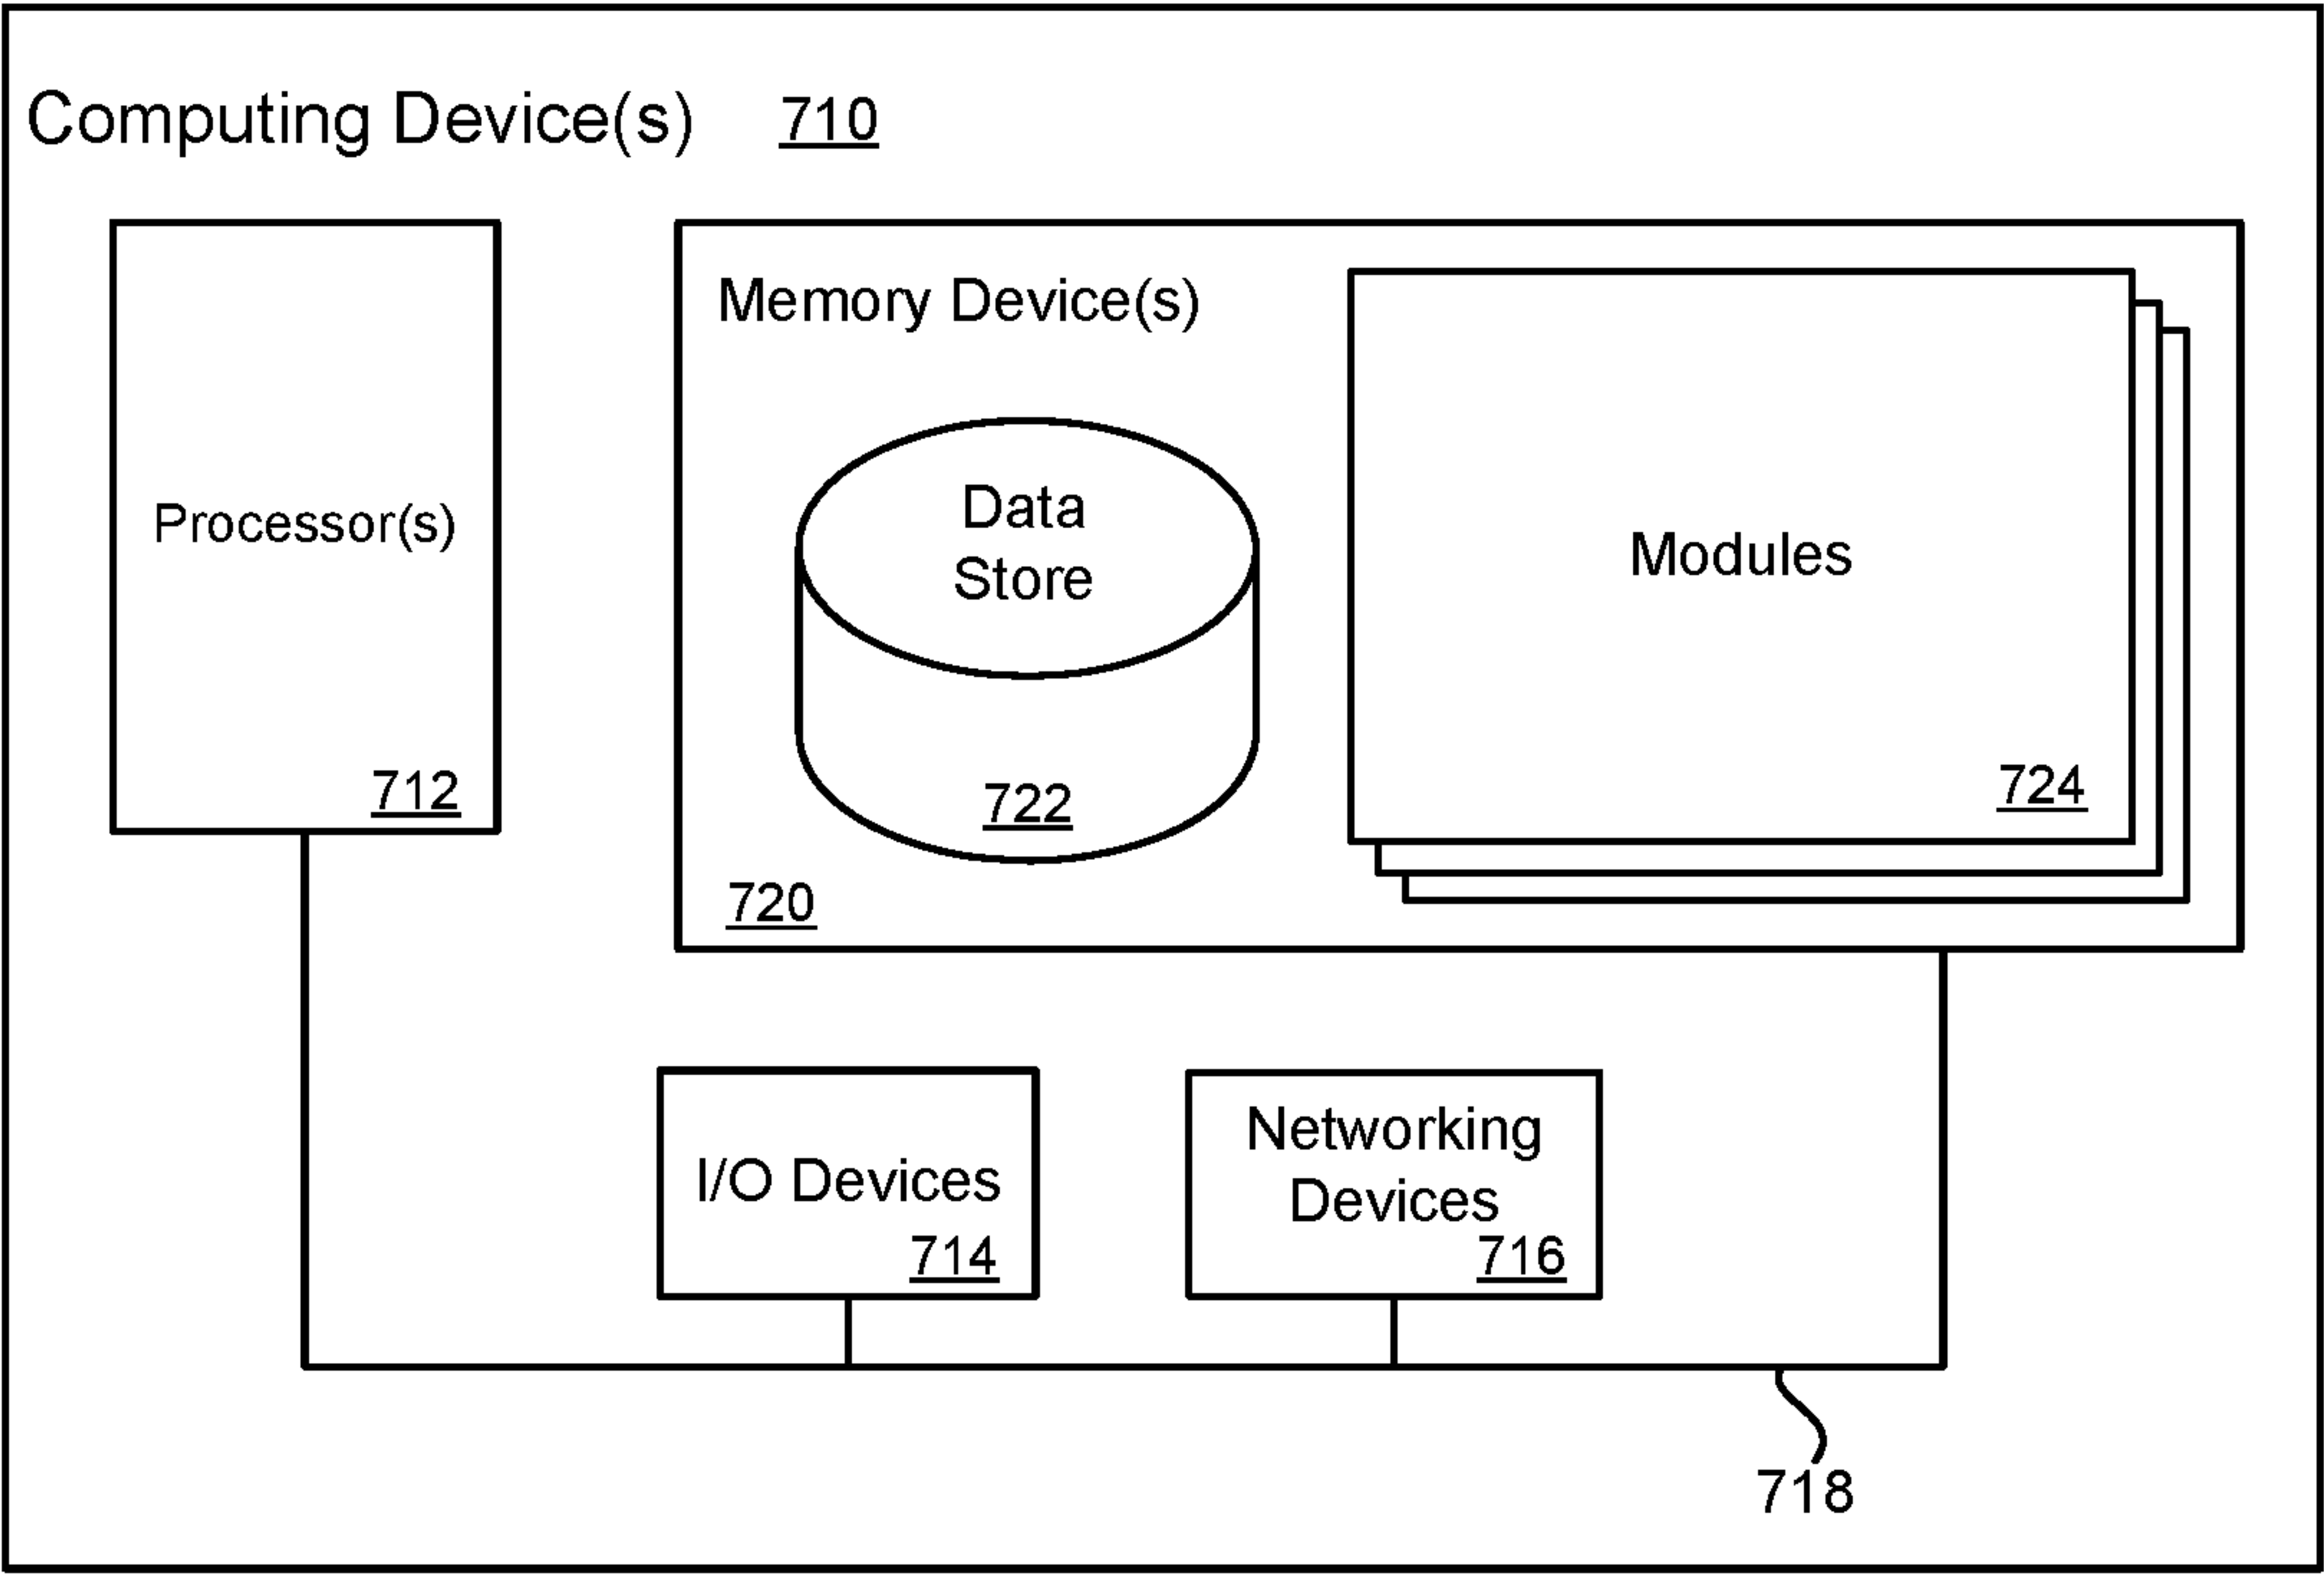 Computing Device(s) 710
Processor(s)
712
Memory Device(s)
Data
Store
722
720
Modules
724
I/O Devices
714
Networking
Devices
716
718